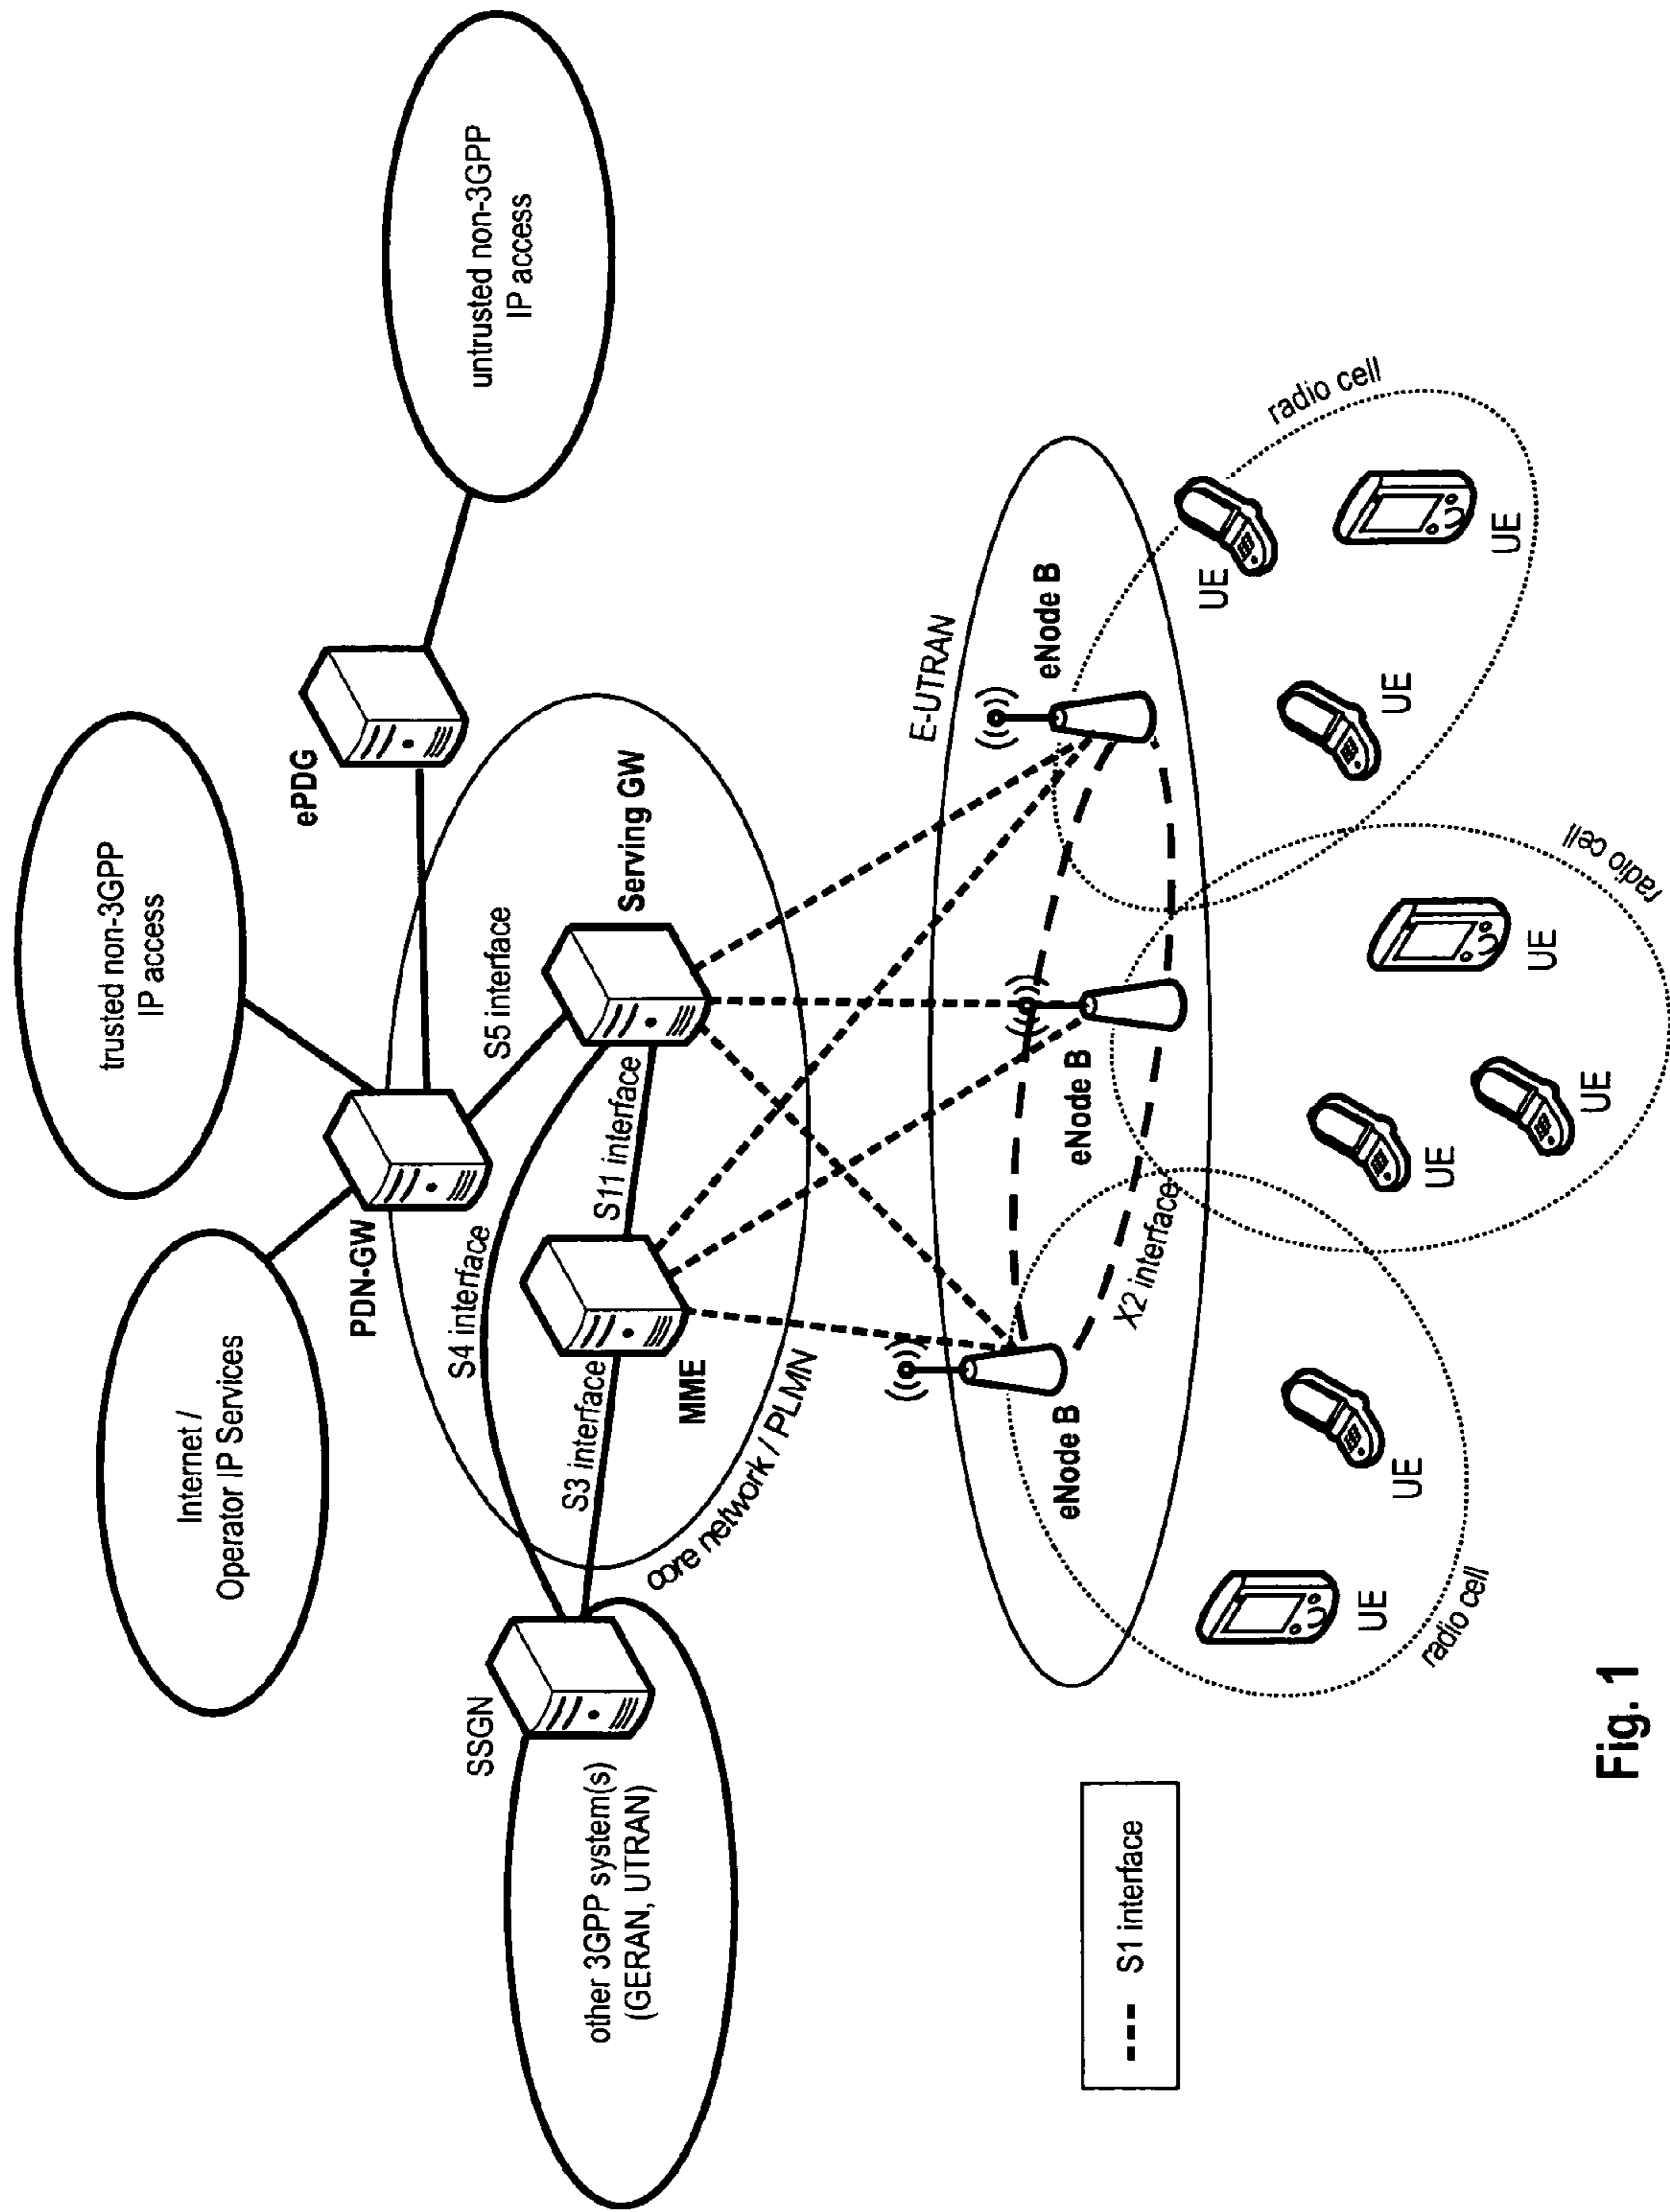 Internet /
Operator IP Services
trusted non-3GPP
IP access
untrusted non-3GPP
IP access
ePDG
PDN-GW
S5 interface
Serving GW
S4 interface
S11 interface
SSGN
S3 interface
MME
other 3GPP system(s)
(GERAN, UTRAN)
core network / PLMN
E-UTRAN
eNode B
eNode B
eNode B
X2 interface
S1 interface
radio cell
UE
UE
UE
UE
UE
UE
UE
UE
radio cell
radio cell
Fig. 1